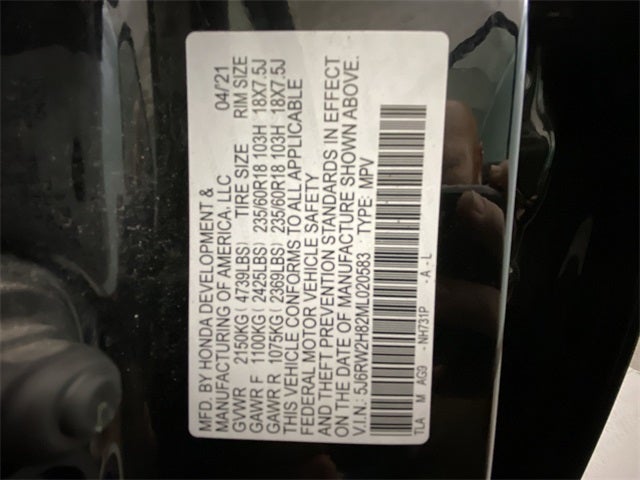 MFD. BY HONDA DEVELOPMENT &
MANUFACTURING OF AMERICA, LLC 04/21
GVWR 2150KG ( 4739LBS) TIRE SIZE RIM SIZE
GAWR F 1100KG ( 2425LBS) 235/60R18 103H 18X7.5J
GAWR R 1075KG ( 2369LBS) 235/60R18 103H 18X7.5J
THIS VEHICLE CONFORMS TO ALL APPLICABLE
FEDERAL MOTOR VEHICLE SAFETY
AND THEFT PREVENTION STANDARDS IN EFFECT
ON THE DATE OF MANUFACTURE SHOWN ABOVE.
V.I.N.: 5J6RW2H82ML020583 TYPE: MPV
TLA M AG9 - NH731P - A - L